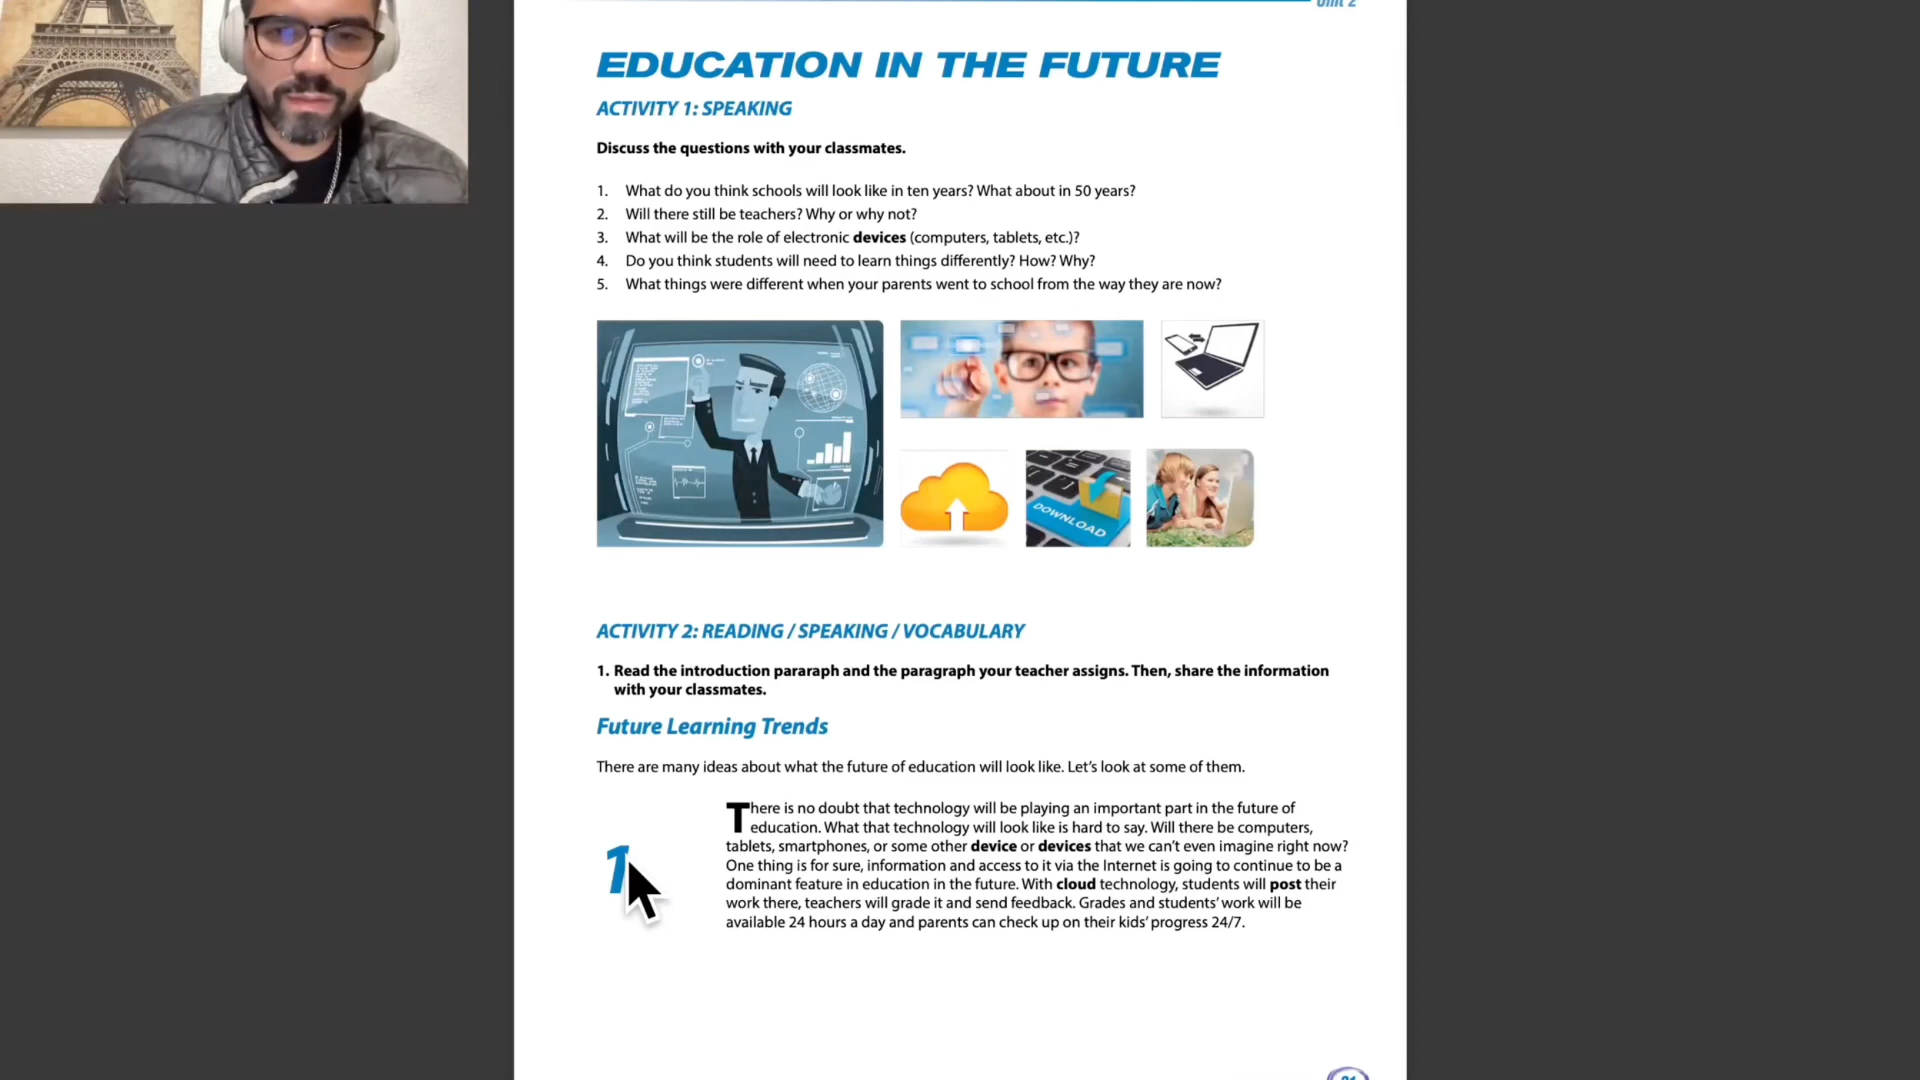 Unit 2
EDUCATION IN THE FUTURE
ACTIVITY 1: SPEAKING
Discuss the questions with your classmates.
1. What do you think schools will look like in ten years? What about in 50 years?
2. Will there still be teachers? Why or why not?
3. What will be the role of electronic devices (computers, tablets, etc.)?
4. Do you think students will need to learn things differently? How? Why?
5. What things were different when your parents went to school from the way they are now?
DOWNLOAD
ACTIVITY 2: READING / SPEAKING / VOCABULARY
1. Read the introduction pararaph and the paragraph your teacher assigns. Then, share the information
with your classmates.
Future Learning Trends
There are many ideas about what the future of education will look like. Let's look at some of them.
1
There is no doubt that technology will be playing an important part in the future of
education. What that technology will look like is hard to say. Will there be computers,
tablets, smartphones, or some other device or devices that we can't even imagine right now?
One thing is for sure, information and access to it via the Internet is going to continue to be a
dominant feature in education in the future. With cloud technology, students will post their
work there, teachers will grade it and send feedback. Grades and students' work will be
available 24 hours a day and parents can check up on their kids' progress 24/7.